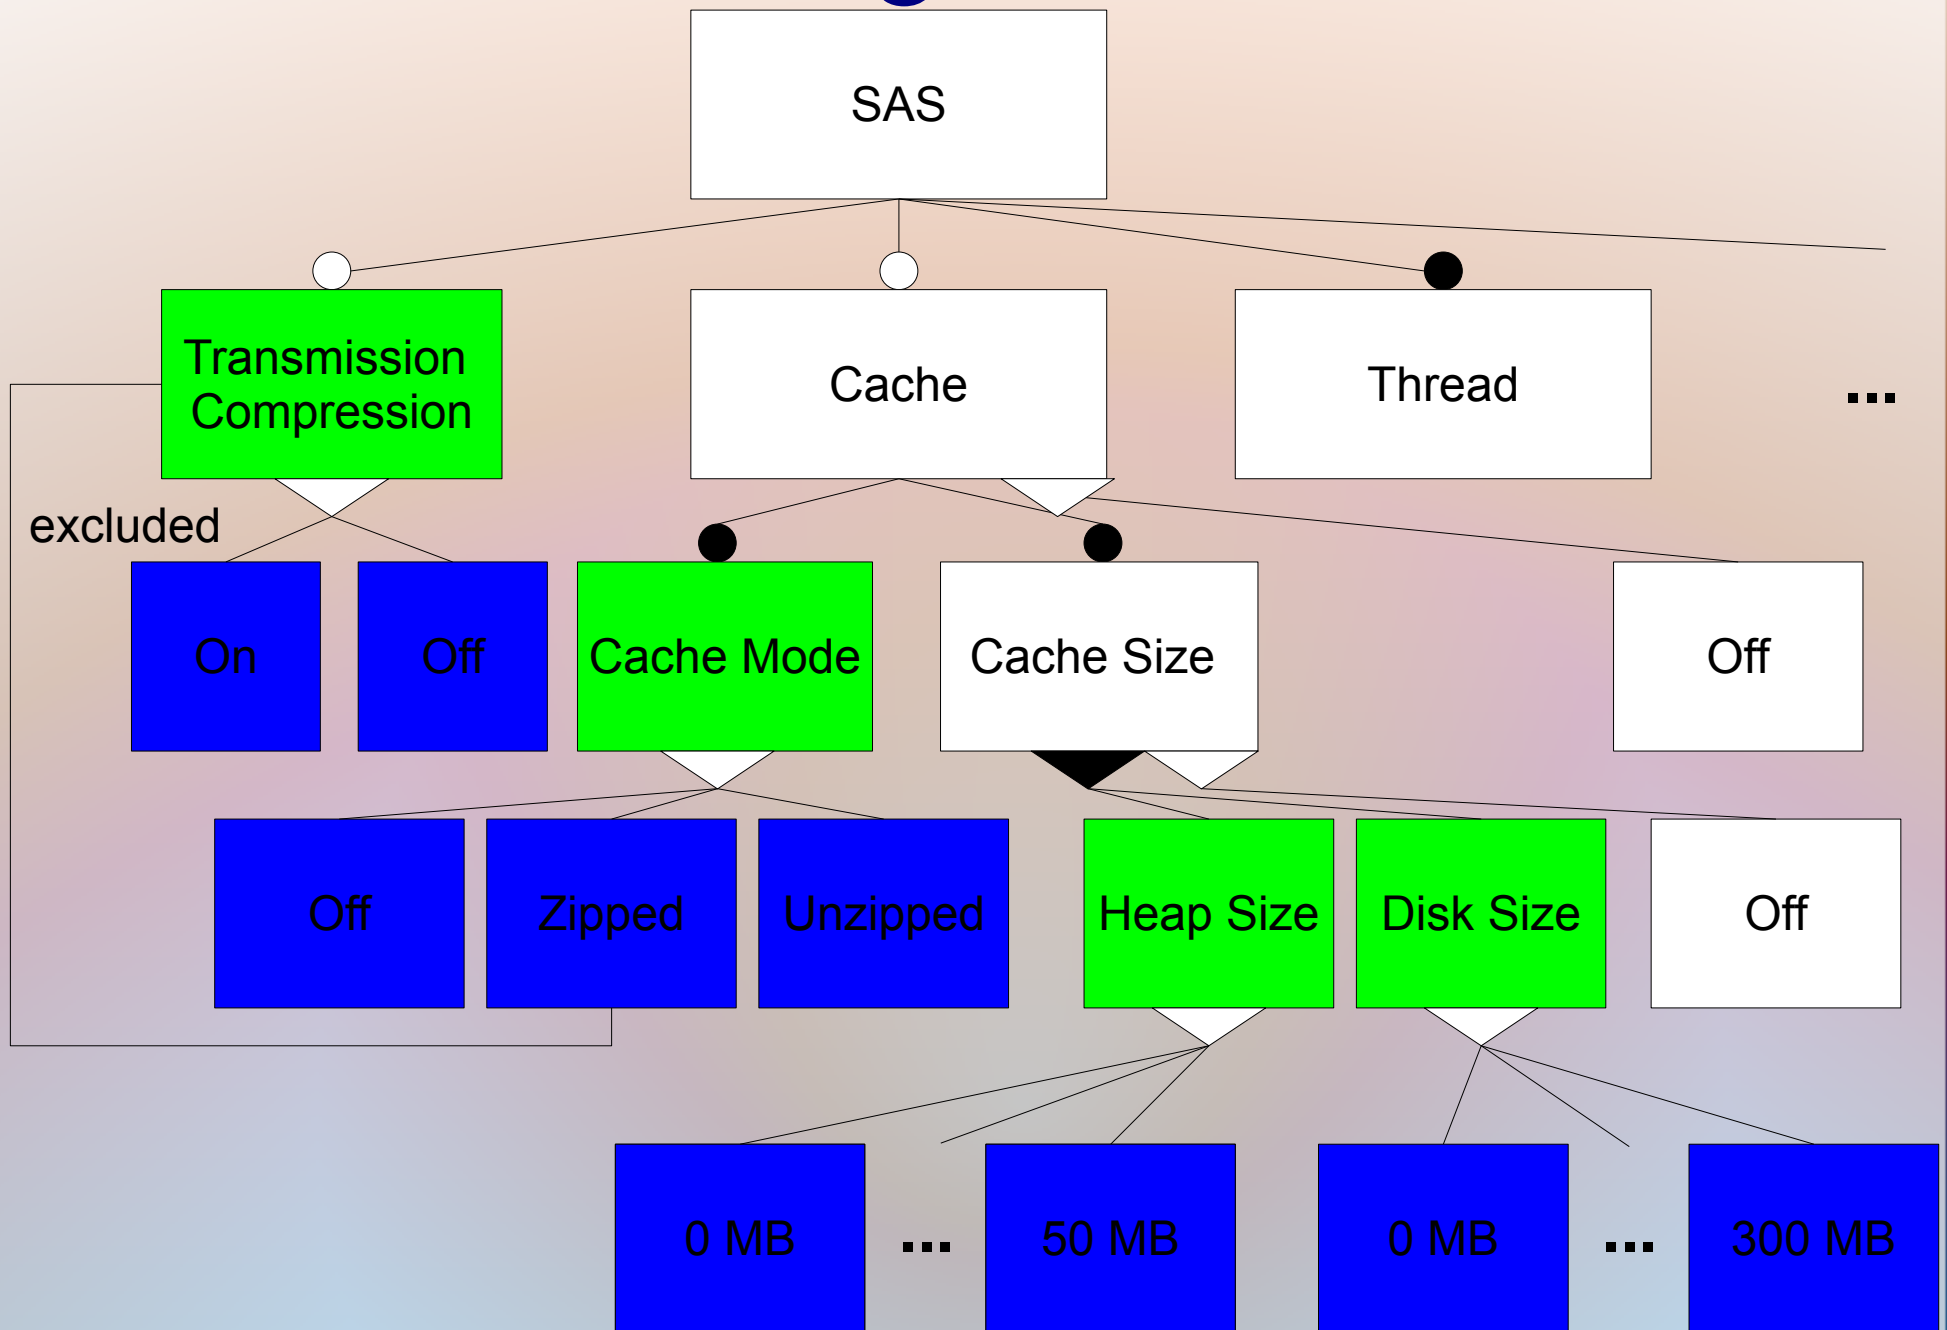 SAS
Transmission
Compression
Cache
Thread
...
excluded
On
Off
Cache Mode
Cache Size
Off
Off
Zipped
Unzipped
Heap Size
Disk Size
Off
0 MB
...
50 MB
0 MB
...
300 MB